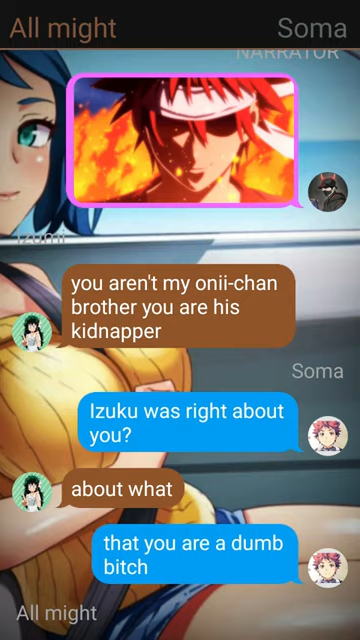 All might
Soma
NARRATOR
Izumi
you aren't my onii-chan
brother you are his
kidnapper
Soma
Izuku was right about
you?
about what
that you are a dumb
bitch
All might